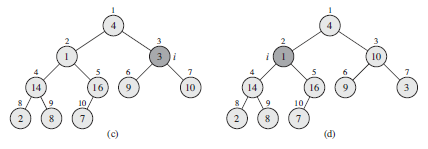 1 1
4 4
2 3 2 3
1 3 i i 1 10
4 5 6 7 4 5 6 7
14 16 9 10 14 16 9 3
8 9 10 8 9 10
2 8 7 2 8 7
(c) (d)